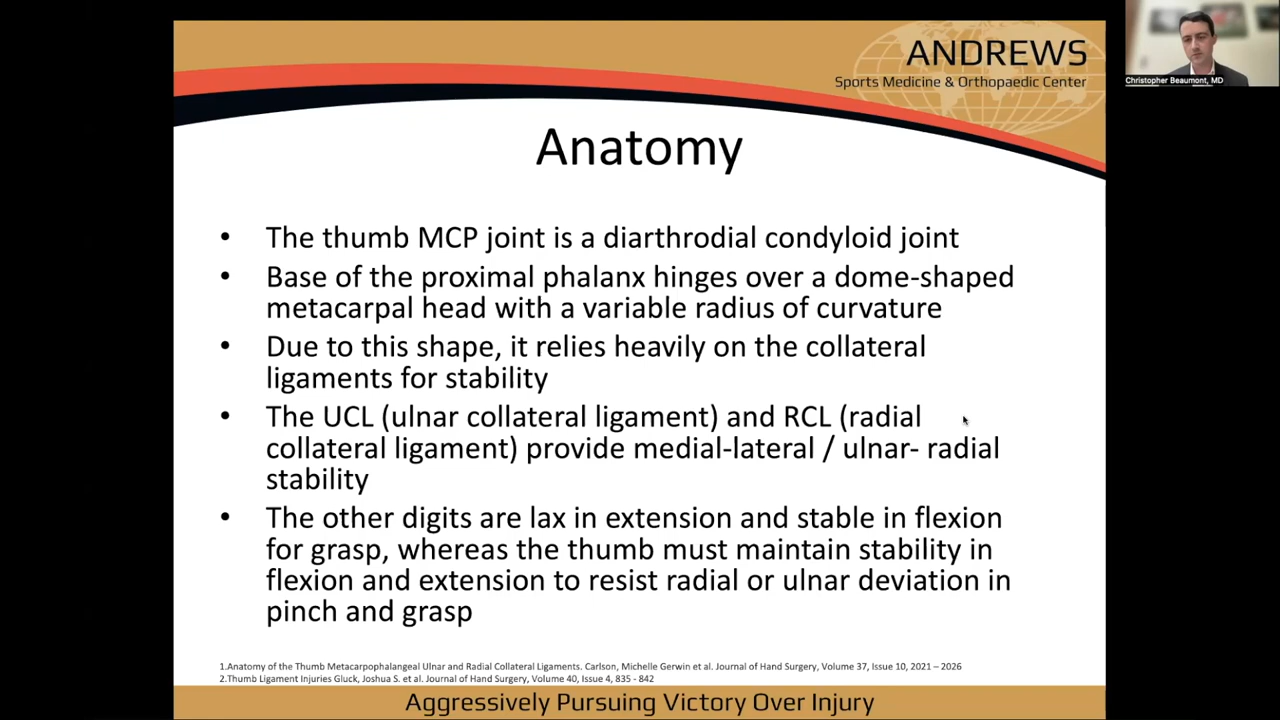 ANDREWS
Sports Medicine & Orthopaedic Center
Christopher Beaumont, MD
Anatomy
• The thumb MCP joint is a diarthrodial condyloid joint
• Base of the proximal phalanx hinges over a dome-shaped
metacarpal head with a variable radius of curvature
• Due to this shape, it relies heavily on the collateral
ligaments for stability
• The UCL (ulnar collateral ligament) and RCL (radial
collateral ligament) provide medial-lateral / ulnar- radial
stability
• The other digits are lax in extension and stable in flexion
for grasp, whereas the thumb must maintain stability in
flexion and extension to resist radial or ulnar deviation in
pinch and grasp
1.Anatomy of the Thumb Metacarpophalangeal Ulnar and Radial Collateral Ligaments. Carlson, Michelle Gerwin et al. Journal of Hand Surgery, Volume 37, Issue 10, 2021 – 2026
2.Thumb Ligament Injuries Gluck, Joshua S. et al. Journal of Hand Surgery, Volume 40, Issue 4, 835 - 842
Aggressively Pursuing Victory Over Injury